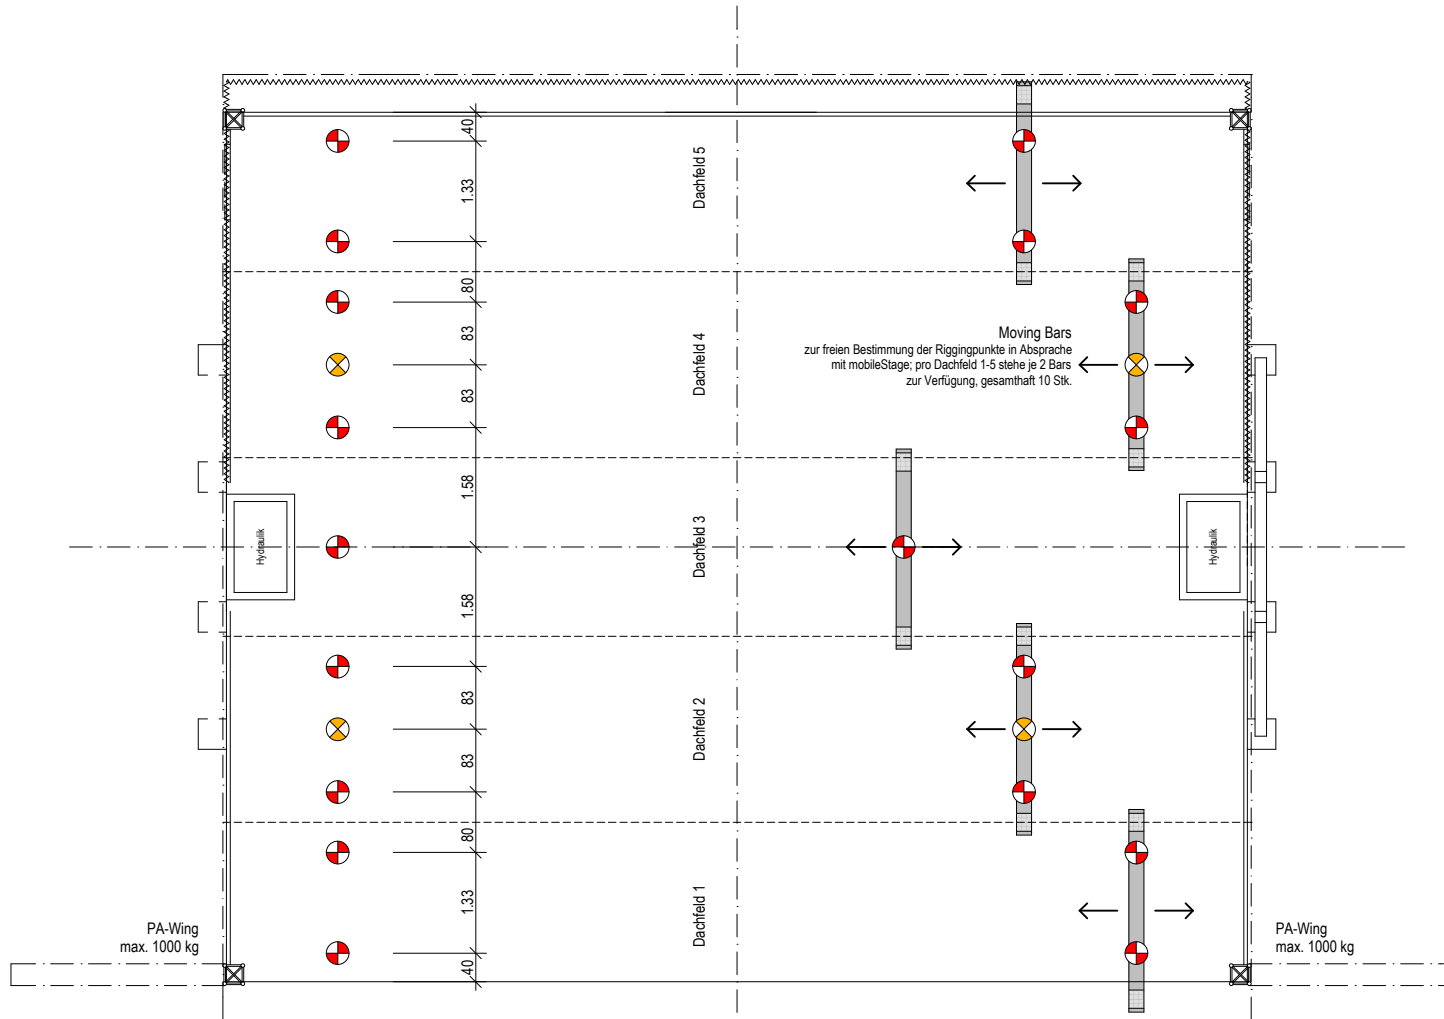 40
1.33
80
83
83
1.58
1.58
83
83
80
1.33
40
Dachfeld 5
Dachfeld 4
Dachfeld 3
Dachfeld 2
Dachfeld 1
Moving Bars
zur freien Bestimmung der Riggingpunkte in Absprache
mit mobileStage; pro Dachfeld 1-5 stehe je 2 Bars
zur Verfügung, gesamthaft 10 Stk.
Hydraulik
Hydraulik
PA-Wing
max. 1000 kg
PA-Wing
max. 1000 kg